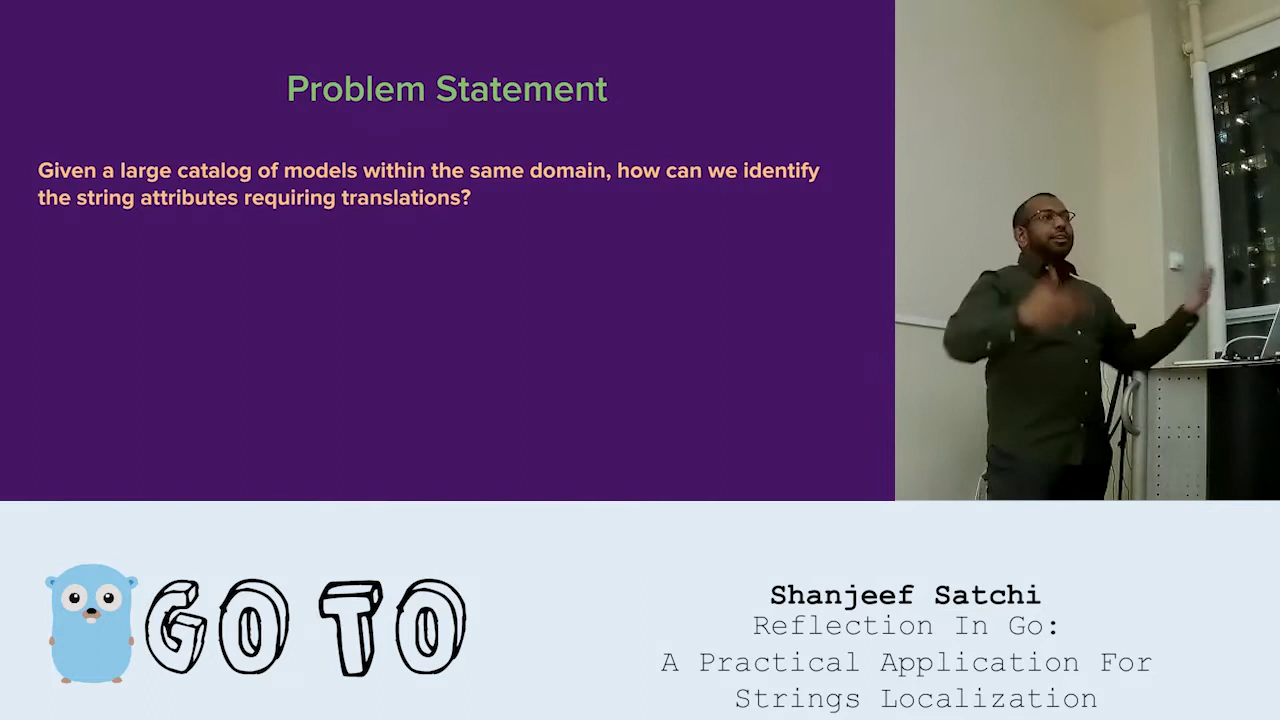 Problem Statement
Given a large catalog of models within the same domain, how can we identify
the string attributes requiring translations?
GO TO
Shanjeef Satchi
Reflection In Go:
A Practical Application For
Strings Localization